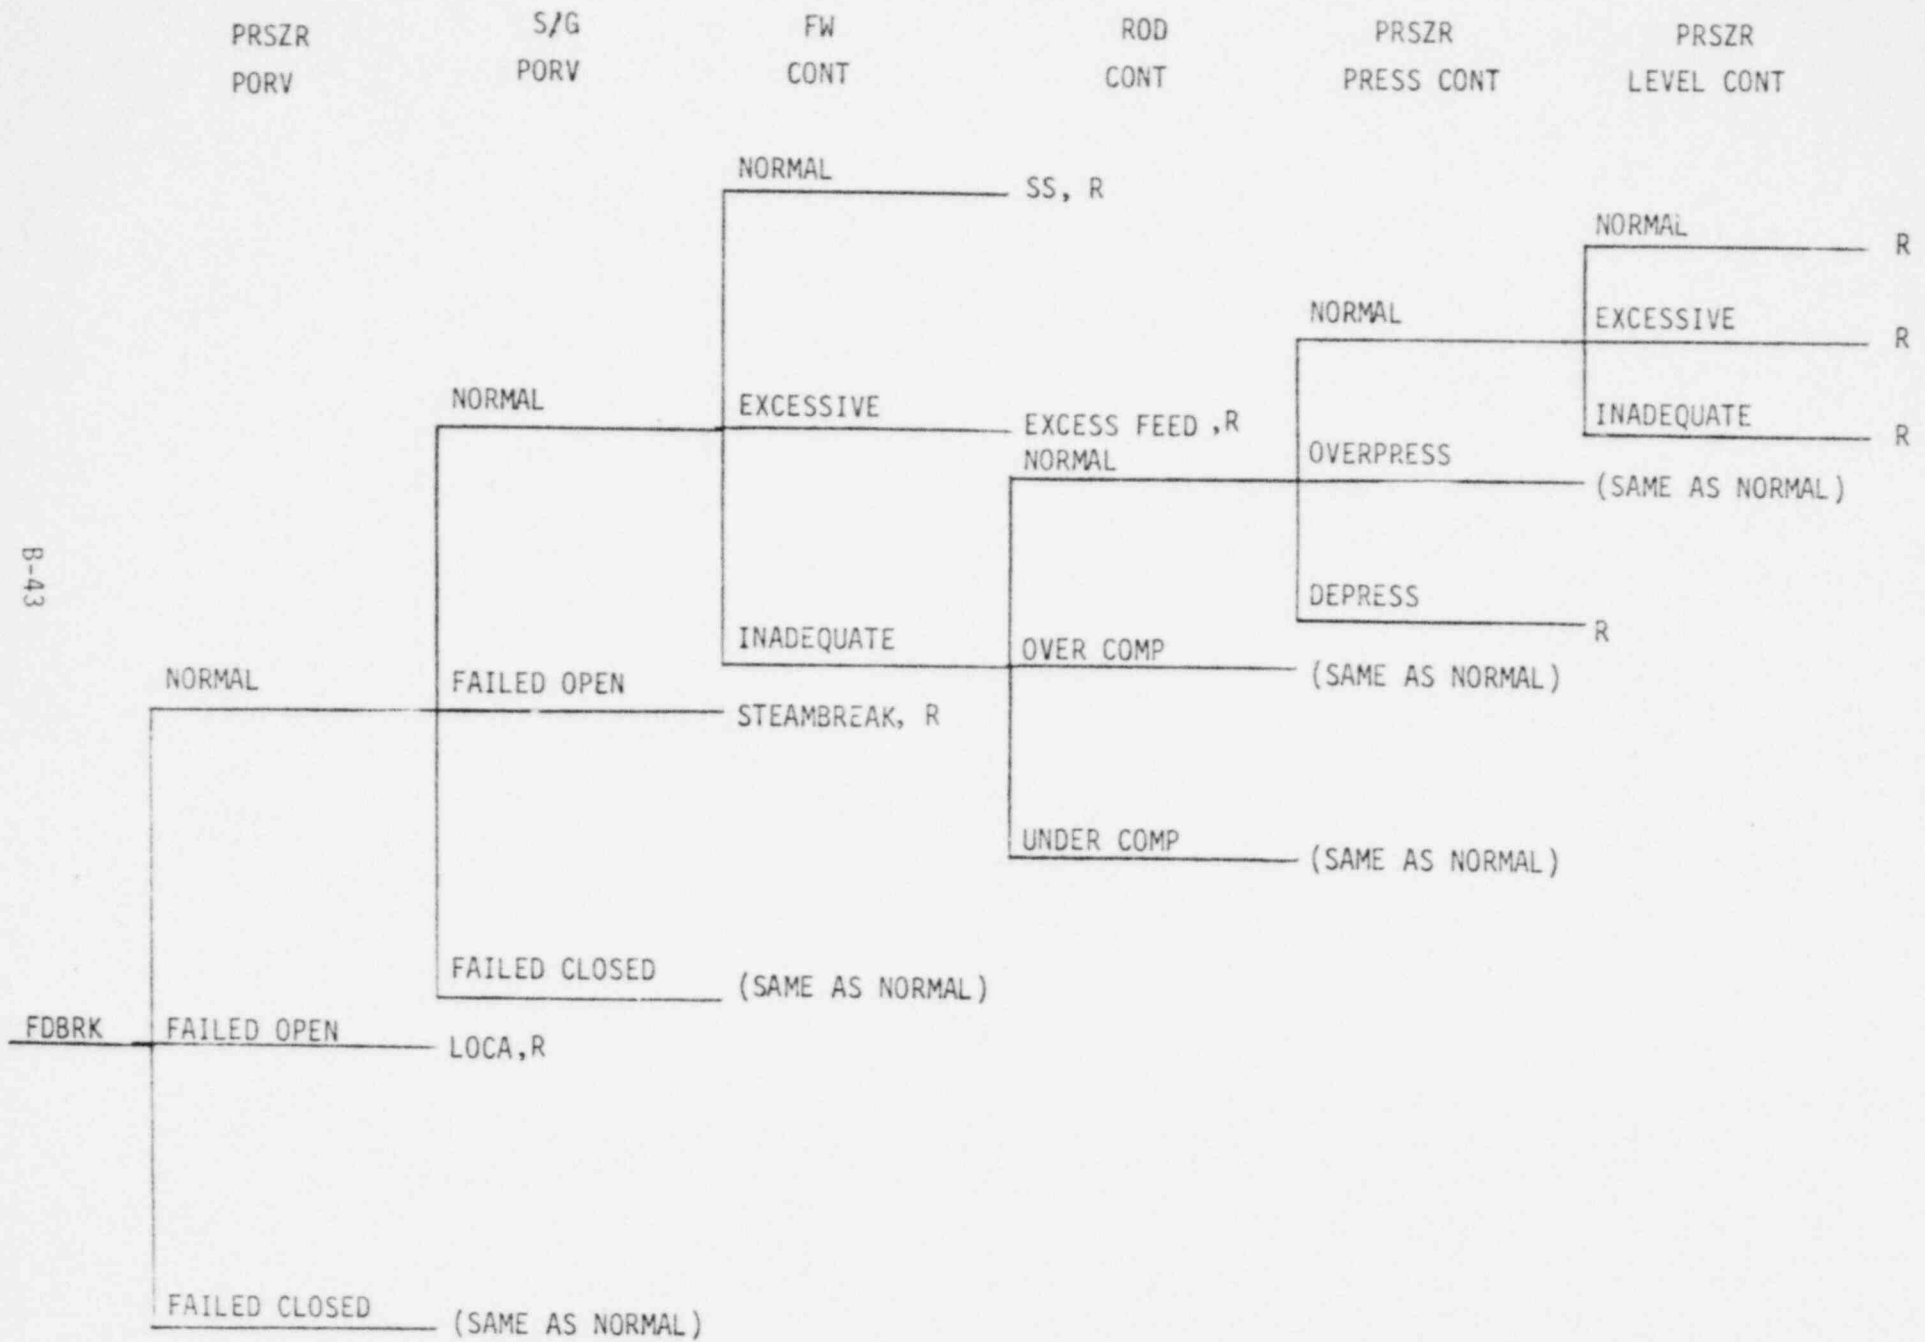 PRSZR
PORV
S/G
PORV
FW
CONT
ROD
CONT
PRSZR
PRESS CONT
PRSZR
LEVEL CONT
NORMAL
SS, R
NORMAL
R
NORMAL
EXCESSIVE
R
NORMAL
EXCESSIVE
EXCESS FEED ,R
INADEQUATE
R
NORMAL
OVERPRESS
(SAME AS NORMAL)
B-43
DEPRESS
R
INADEQUATE
OVER COMP
(SAME AS NORMAL)
NORMAL
FAILED OPEN
STEAMBREAK, R
UNDER COMP
(SAME AS NORMAL)
FAILED CLOSED
(SAME AS NORMAL)
FDBRK
FAILED OPEN
LOCA,R
FAILED CLOSED
(SAME AS NORMAL)